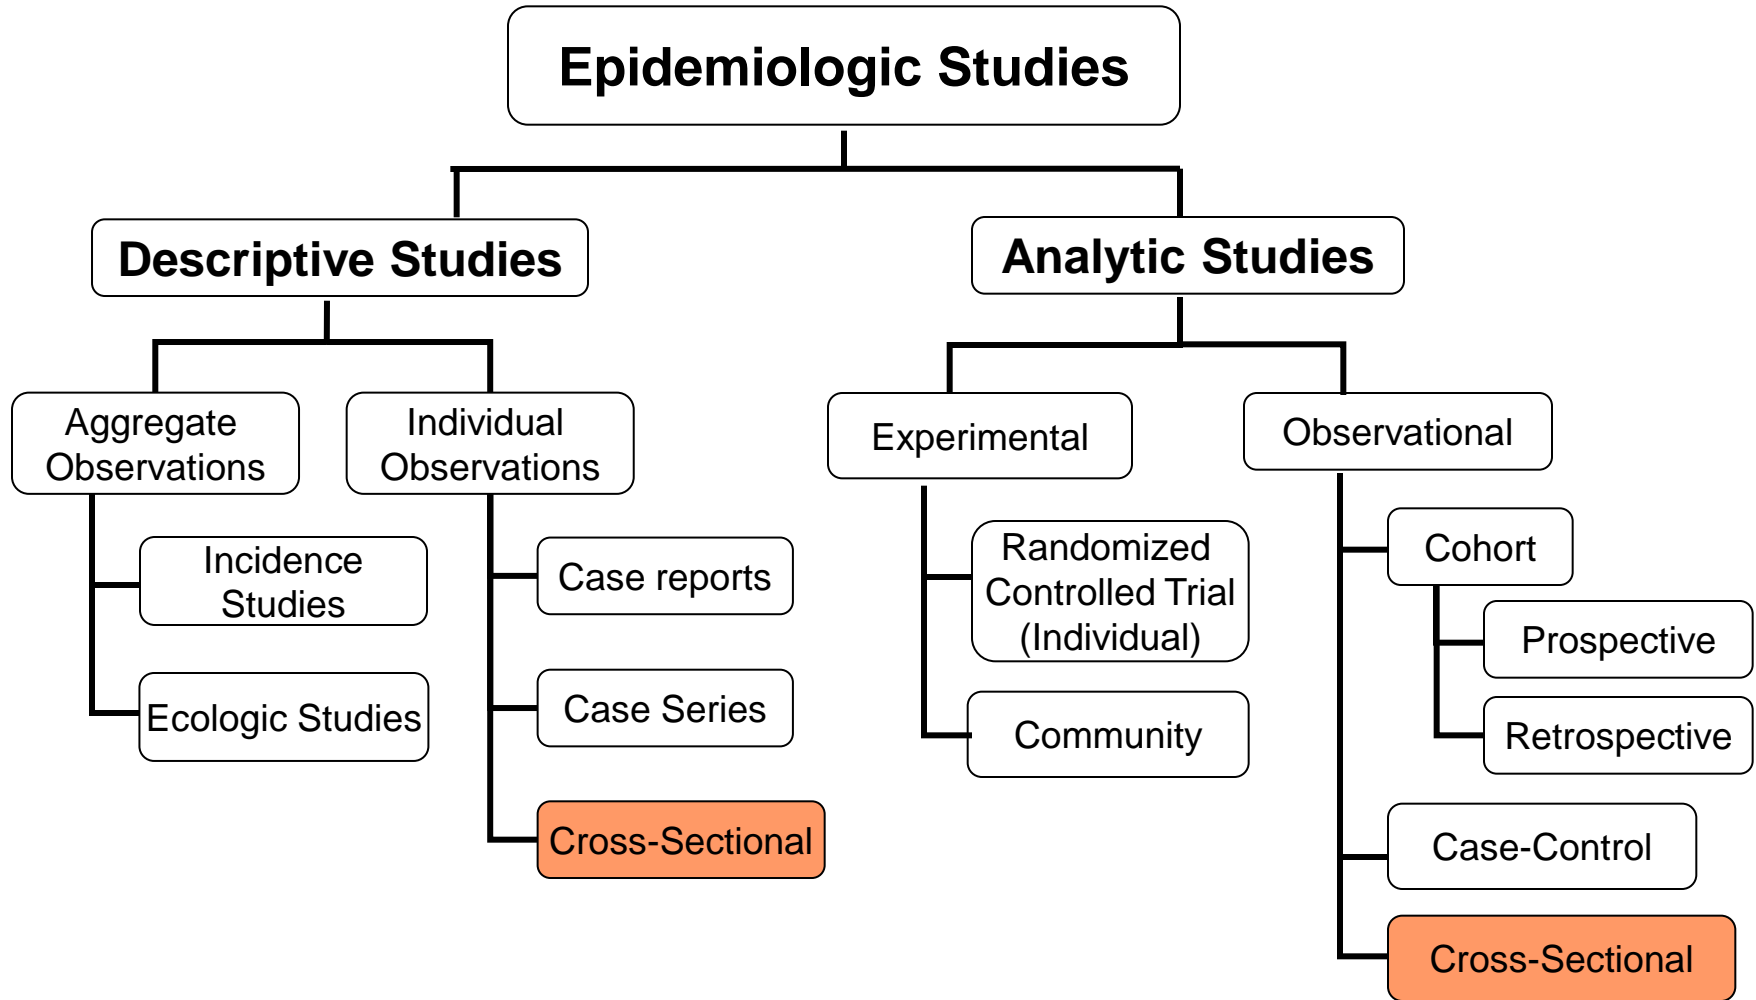 Epidemiologic Studies
Descriptive Studies
Analytic Studies
Aggregate
Observations
Individual
Observations
Experimental
Observational
Incidence
Studies
Ecologic Studies
Case reports
Case Series
Cross-Sectional
Randomized
Controlled Trial
(Individual)
Community
Cohort
Prospective
Retrospective
Case-Control
Cross-Sectional